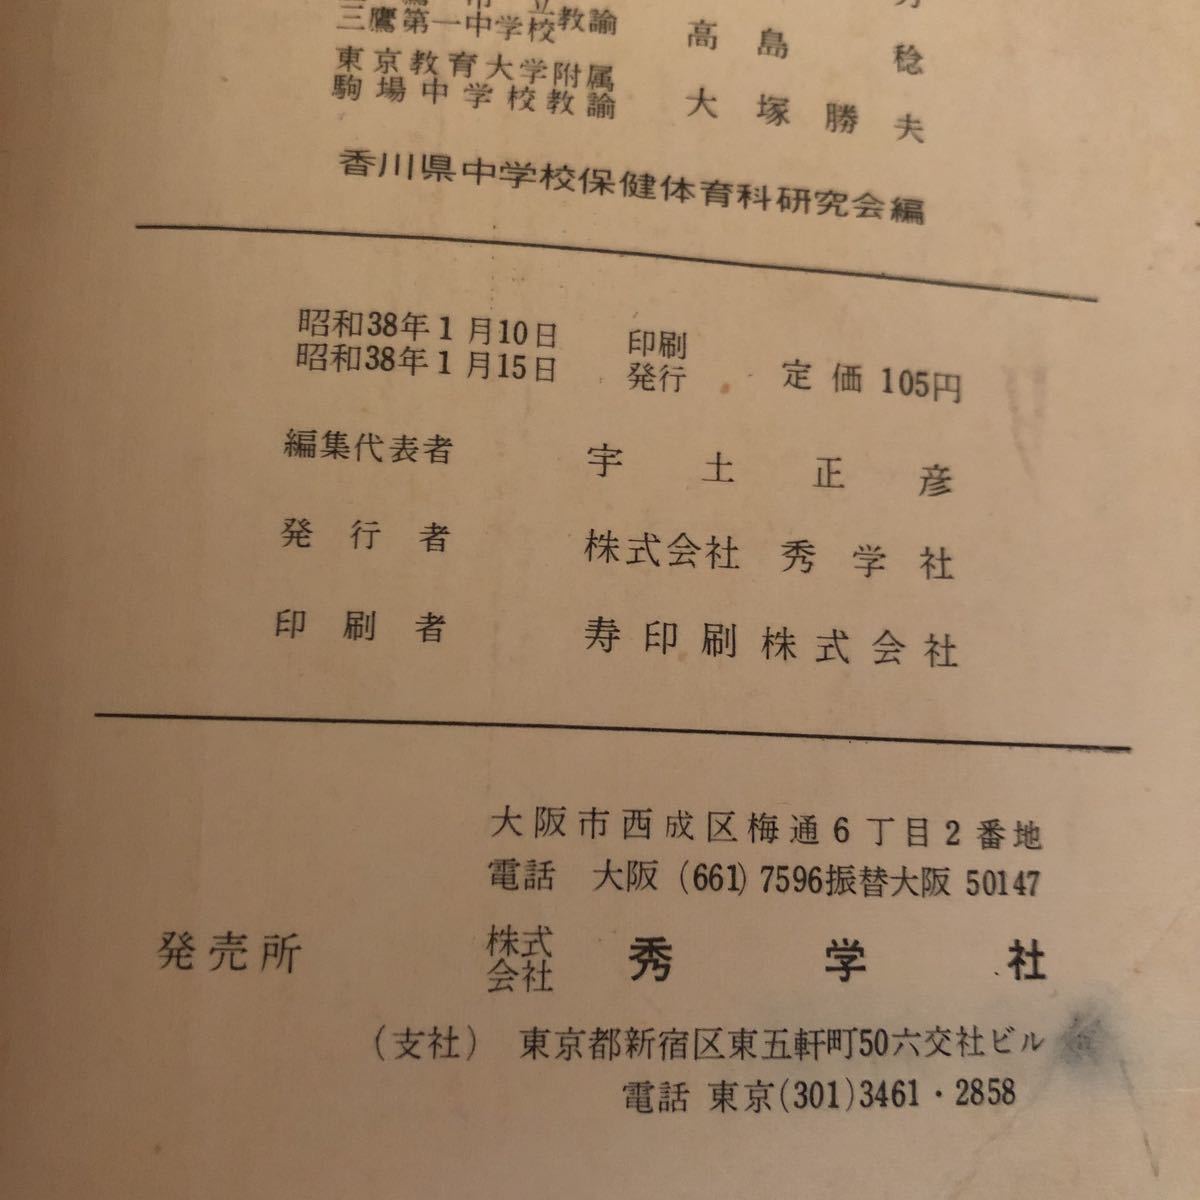 三鷹第一中学校教諭 高島 稔
東京教育大学附属
駒場中学校教諭 大塚勝夫
香川県中学校保健体育科研究会編
昭和38年1月10日 印刷
昭和38年1月15日 発行 定価 105円
編集代表者 宇土正彦
発行者 株式会社 秀学社
印刷者 寿印刷株式会社
大阪市西成区梅通6丁目2番地
電話 大阪 (661) 7596振替大阪 50147
発売所 株式会社 秀学社
(支社) 東京都新宿区東五軒町50六交社ビル
電話 東京(301)3461・2858